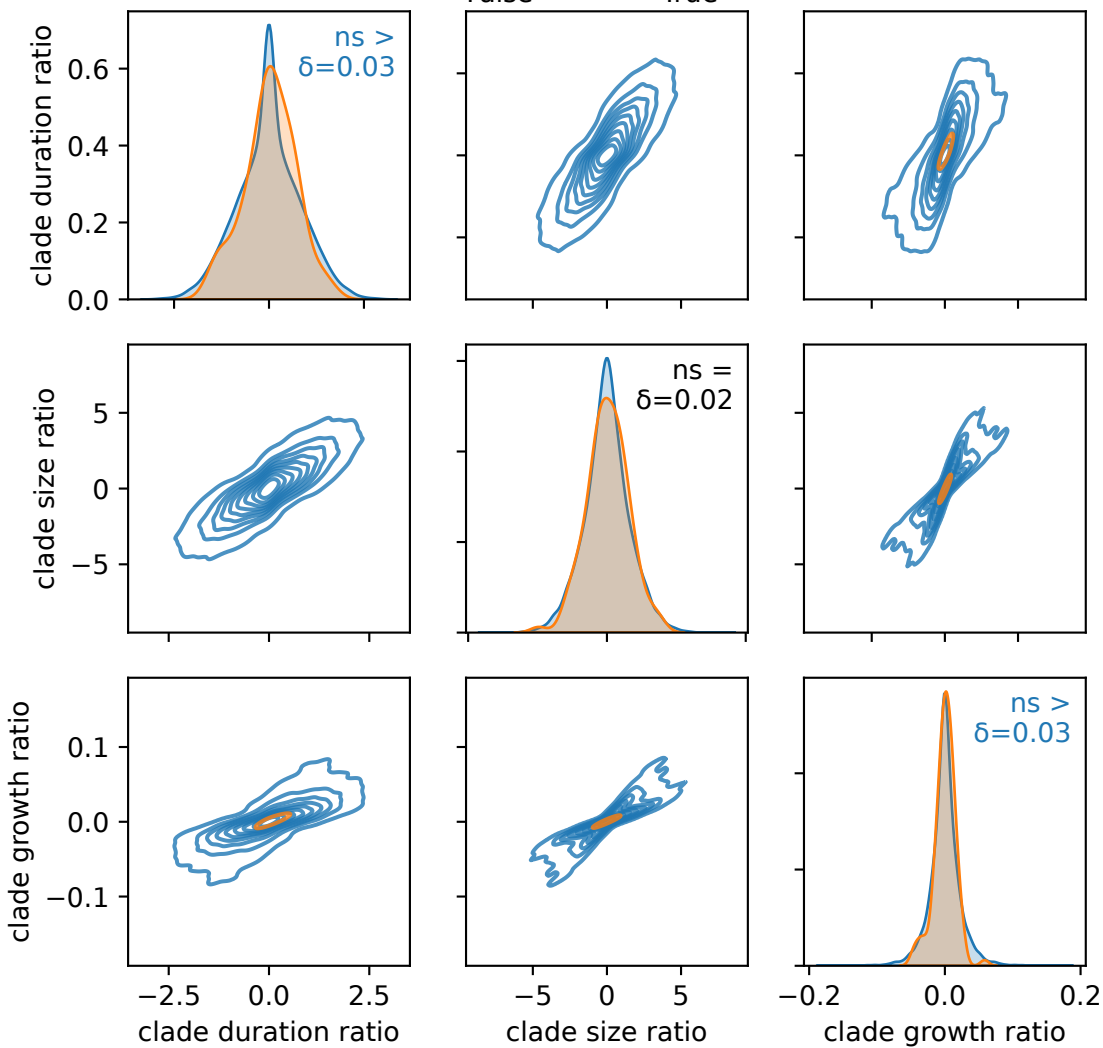 ns >
δ=0.03
clade duration ratio
0.6
0.4
0.2
0.0
ns =
δ=0.02
clade size ratio
5
0
−5
ns >
δ=0.03
clade growth ratio
0.1
0.0
−0.1
−2.5 0.0 2.5
−5 0 5
−0.2 0.0 0.2
clade duration ratio
clade size ratio
clade growth ratio